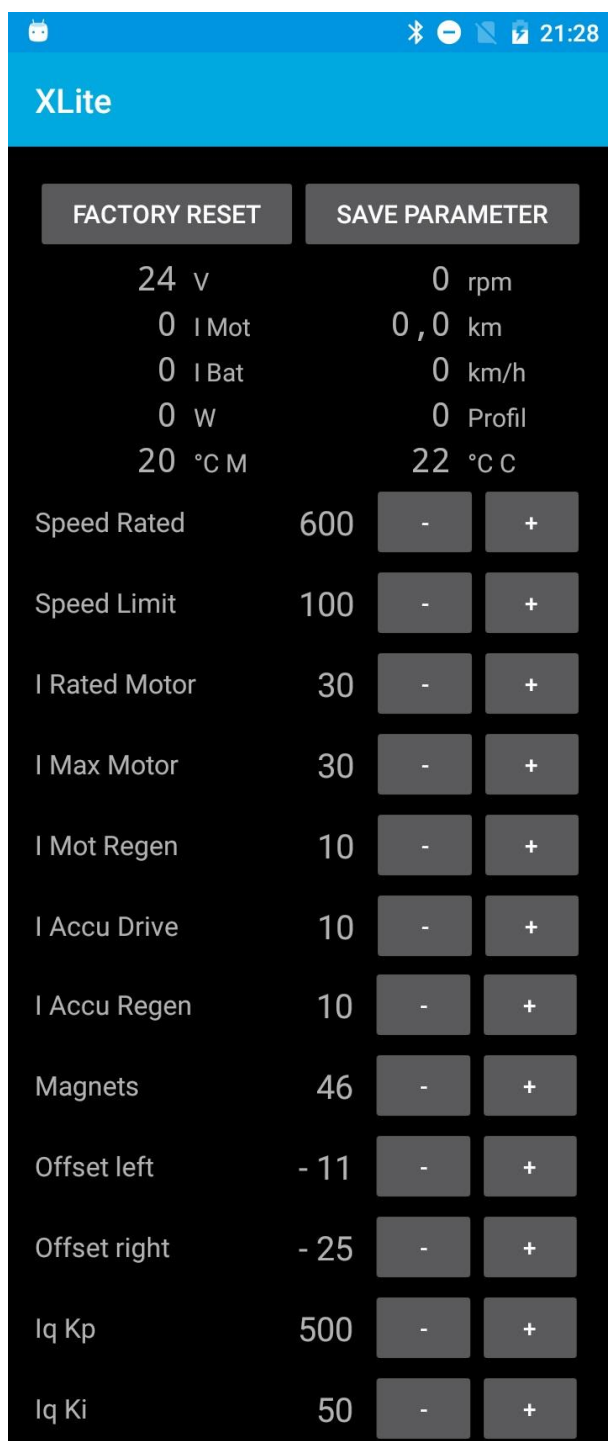 21:28
XLite
FACTORY RESET SAVE PARAMETER
24 V 0 rpm
0 I Mot 0,0 km
0 I Bat 0 km/h
0 W 0 Profil
20 °C M 22 °C C
Speed Rated 600 - +
Speed Limit 100 - +
I Rated Motor 30 - +
I Max Motor 30 - +
I Mot Regen 10 - +
I Accu Drive 10 - +
I Accu Regen 10 - +
Magnets 46 - +
Offset left - 11 - +
Offset right - 25 - +
Iq Kp 500 - +
Iq Ki 50 - +